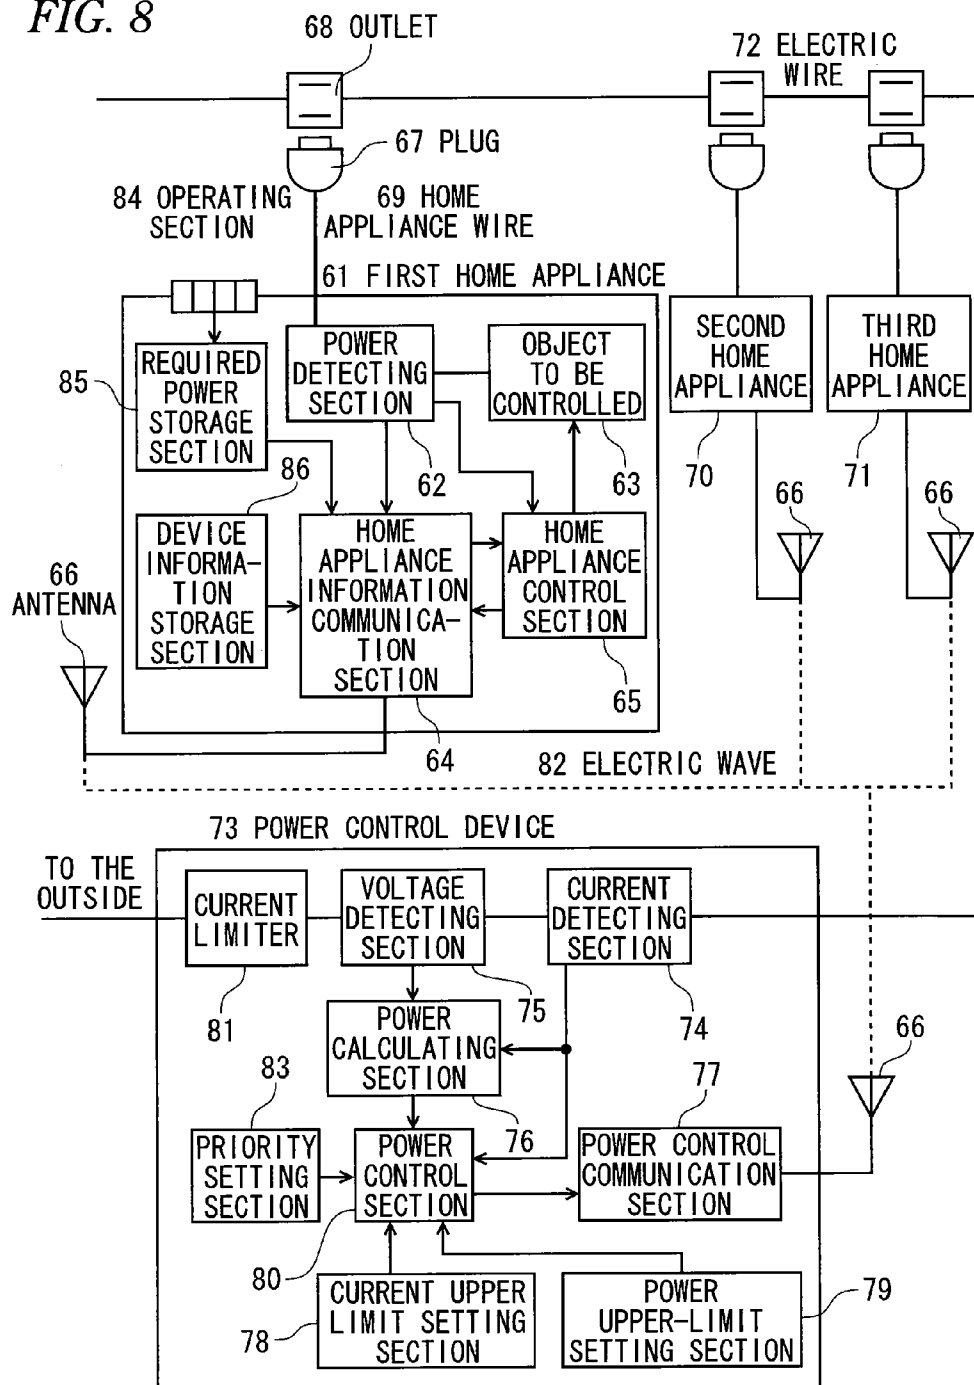 FIG. 8
68 OUTLET
72 ELECTRIC
WIRE
67 PLUG
84 OPERATING
SECTION
69 HOME
APPLIANCE WIRE
61 FIRST HOME APPLIANCE
REQUIRED
POWER
STORAGE
SECTION
85
POWER
DETECTING
SECTION
62
OBJECT
TO BE
CONTROLLED
63
SECOND
HOME
APPLIANCE
70
THIRD
HOME
APPLIANCE
71
86
DEVICE
INFORMA-
TION
STORAGE
SECTION
HOME
APPLIANCE
INFORMATION
COMMUNICA-
TION
SECTION
64
HOME
APPLIANCE
CONTROL
SECTION
65
66
66
66
ANTENNA
82 ELECTRIC WAVE
73 POWER CONTROL DEVICE
TO THE
OUTSIDE
CURRENT
LIMITER
81
VOLTAGE
DETECTING
SECTION
75
CURRENT
DETECTING
SECTION
74
POWER
CALCULATING
SECTION
76
66
83
PRIORITY
SETTING
SECTION
POWER
CONTROL
SECTION
80
77
POWER CONTROL
COMMUNICATION
SECTION
CURRENT UPPER
LIMIT SETTING
SECTION
78
POWER
UPPER-LIMIT
SETTING SECTION
79